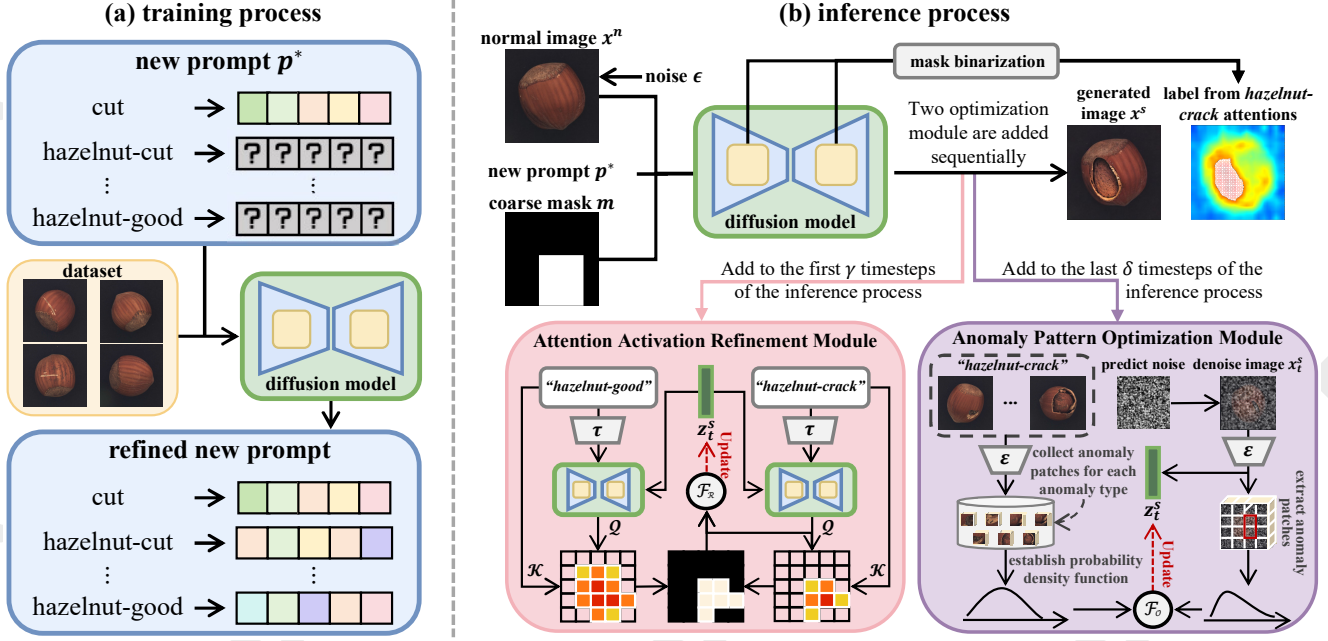 (a) training process
new prompt p*
cut
hazelnut-cut
? ? ? ? ?
⋮
⋮
hazelnut-good
? ? ? ? ?
dataset
diffusion model
refined new prompt
cut
hazelnut-cut
⋮
⋮
hazelnut-good
(b) inference process
normal image xⁿ
noise ϵ
new prompt p*
coarse mask m
diffusion model
mask binarization
Two optimization
module are added
sequentially
generated
image xˢ
label from hazelnut-
crack attentions
Add to the first γ timesteps
of the inference process
Add to the last δ timesteps of the
inference process
Attention Activation Refinement Module
“hazelnut-good”
“hazelnut-crack”
τ
τ
z_t^s
Update
F_R
Q
Q
K
K
Anomaly Pattern Optimization Module
“hazelnut-crack”
...
predict noise
denoise image x_t^s
ε
ε
collect anomaly
patches for each
anomaly type
z_t^s
extract anomaly
patches
establish probability
density function
Update
F_O